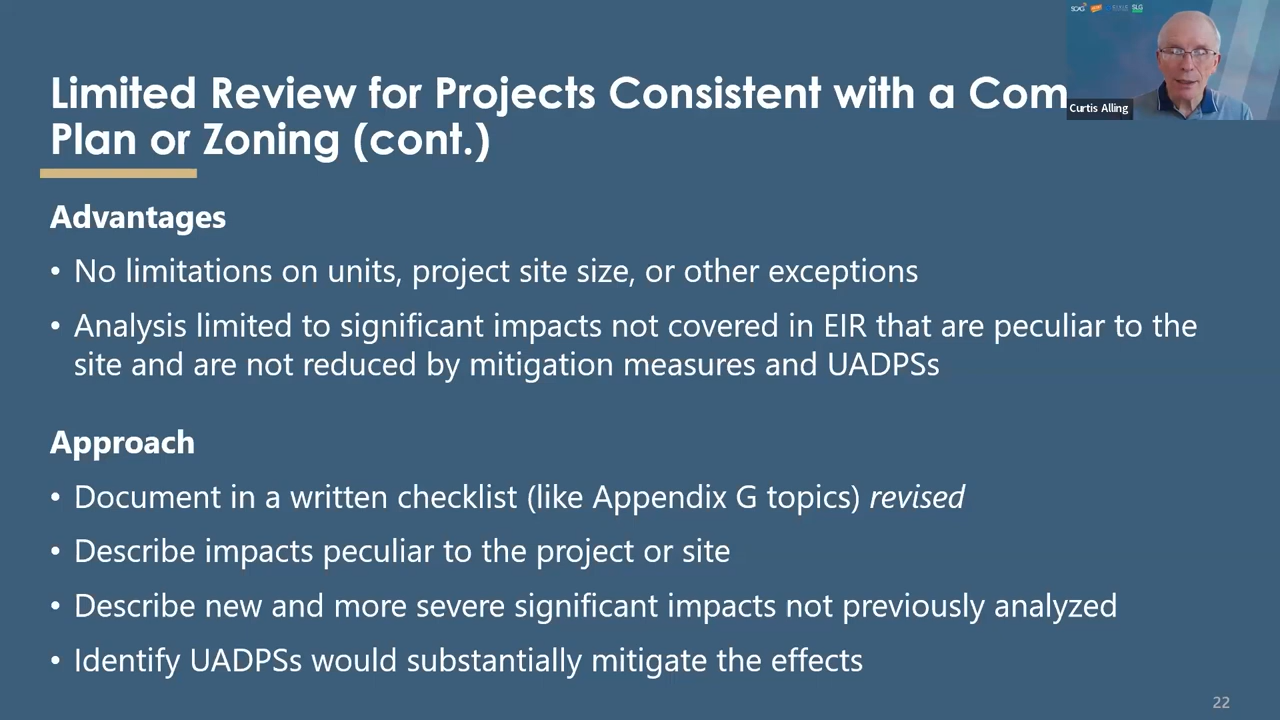 Limited Review for Projects Consistent with a Com
Plan or Zoning (cont.)
Curtis Alling
Advantages
• No limitations on units, project site size, or other exceptions
• Analysis limited to significant impacts not covered in EIR that are peculiar to the
site and are not reduced by mitigation measures and UADPSs
Approach
• Document in a written checklist (like Appendix G topics) revised
• Describe impacts peculiar to the project or site
• Describe new and more severe significant impacts not previously analyzed
• Identify UADPSs would substantially mitigate the effects
22